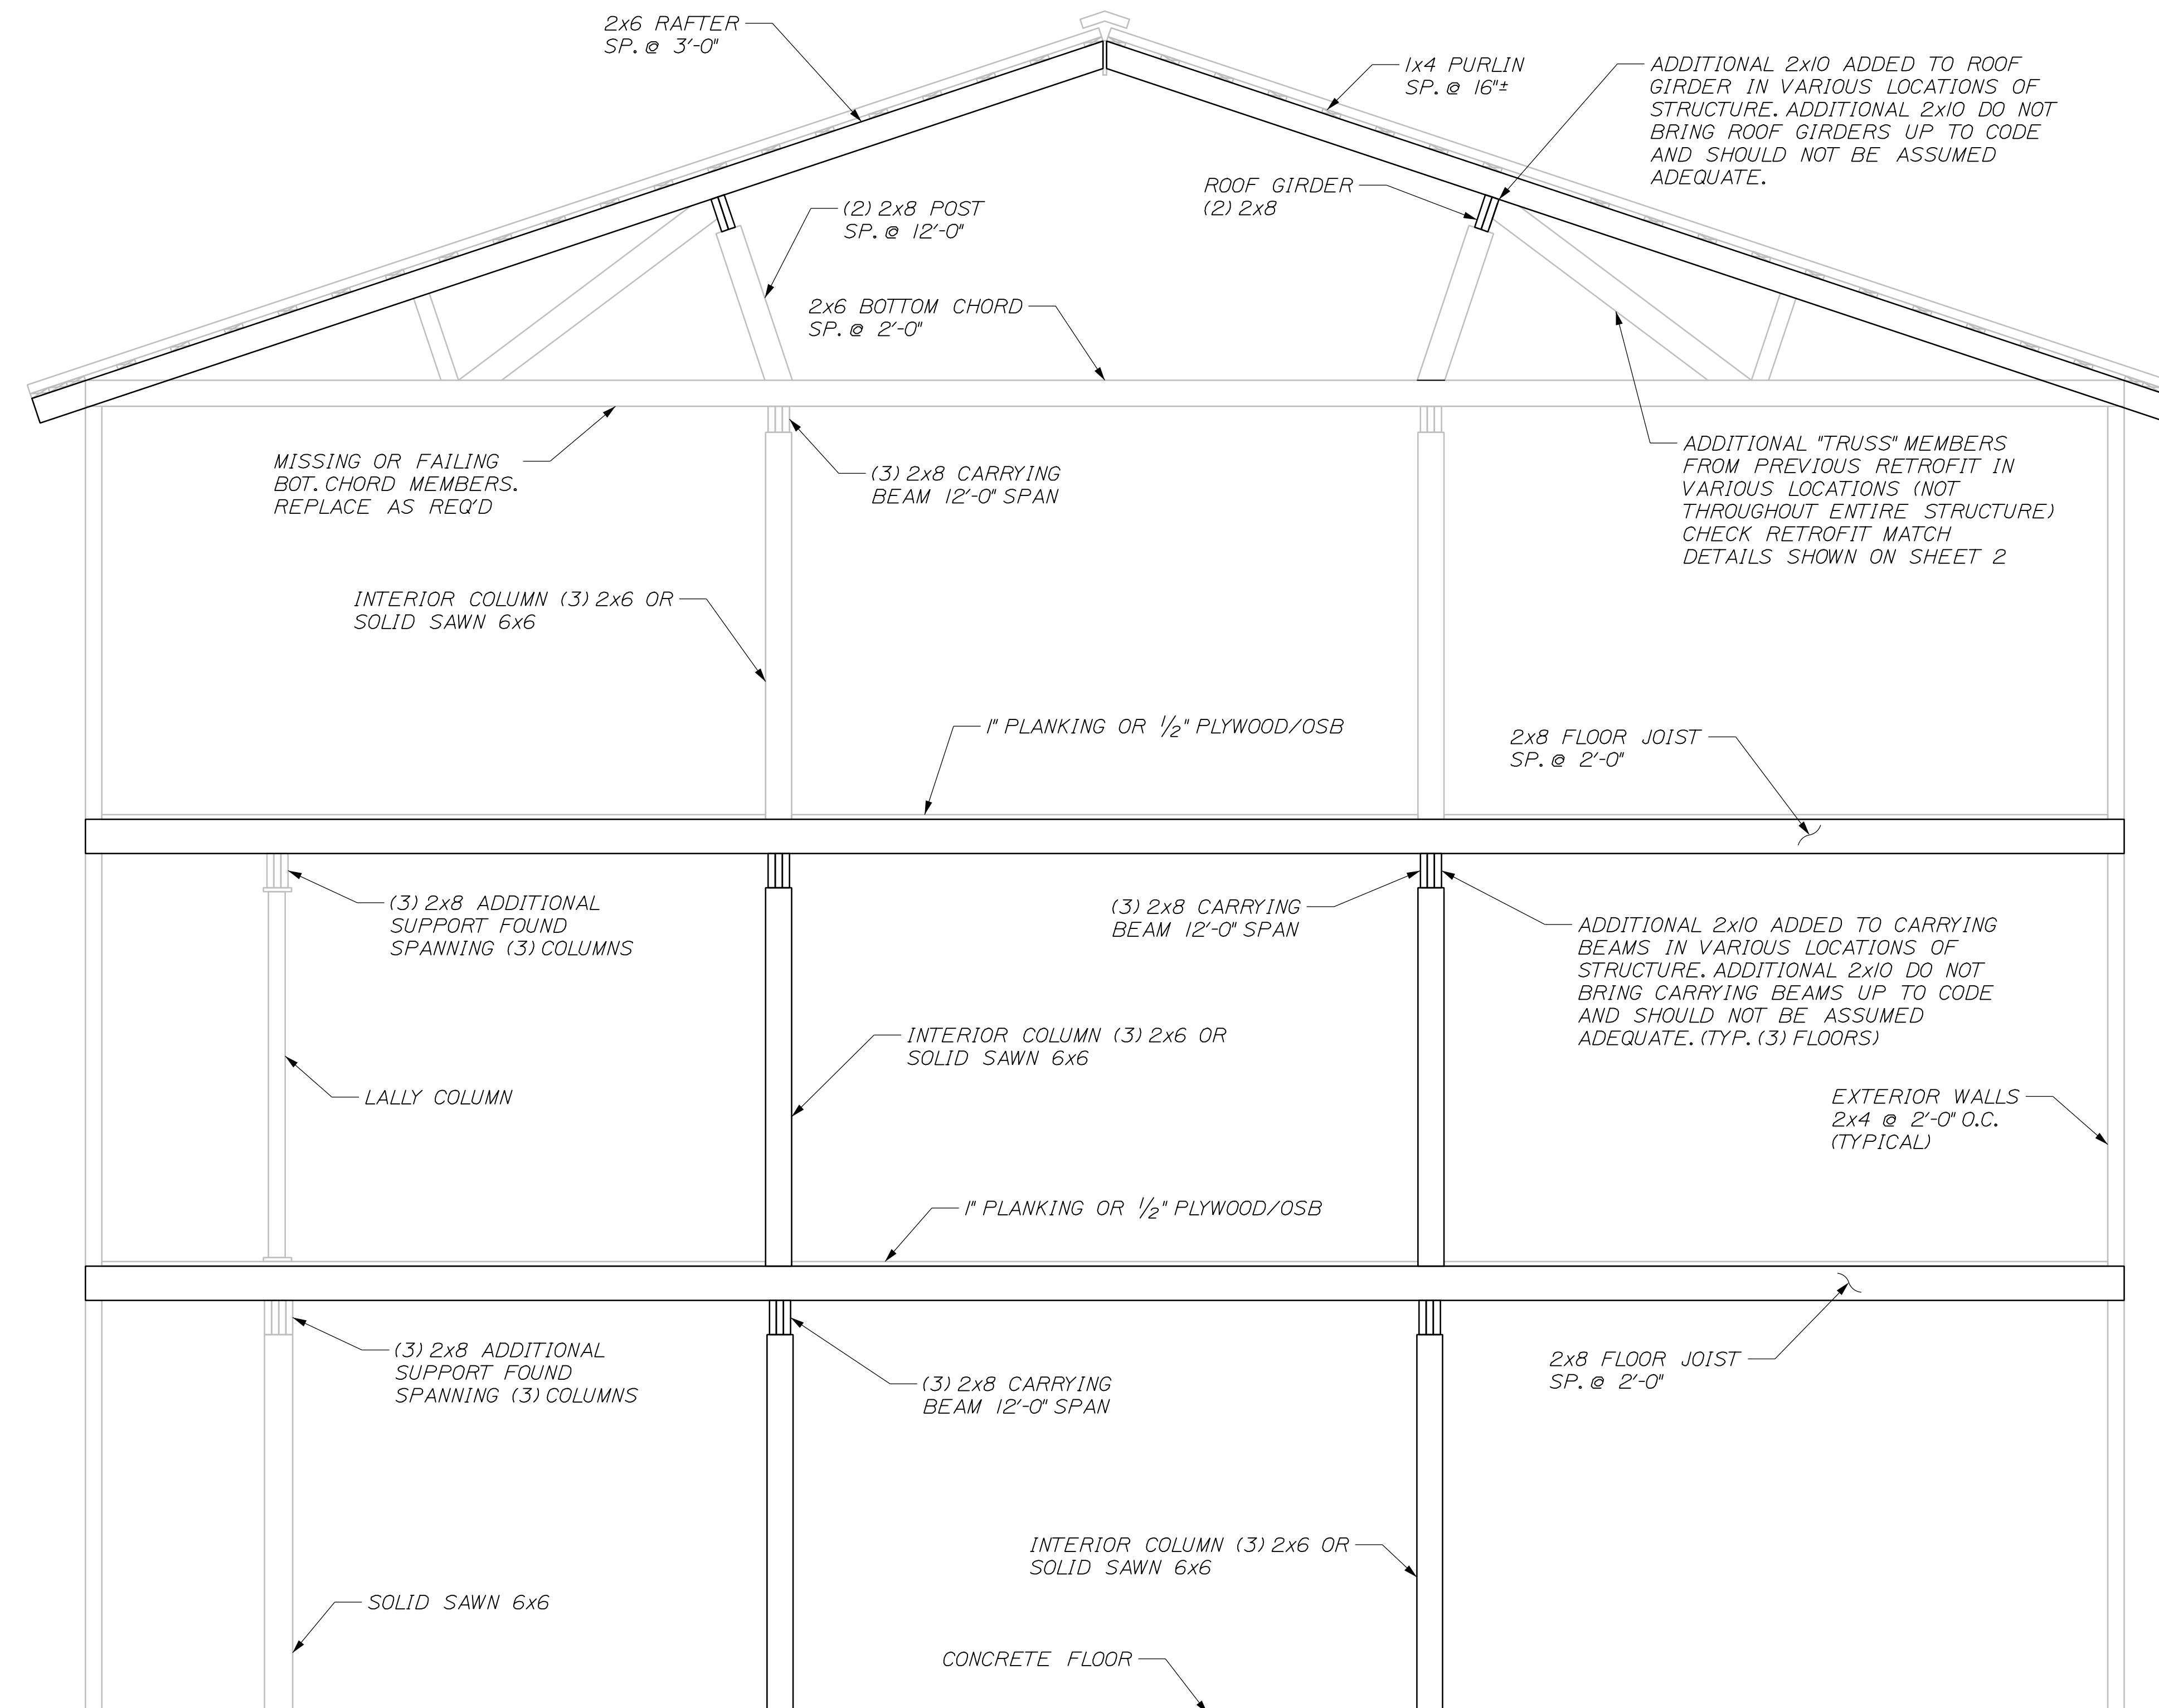 2x6 RAFTER
SP. @ 3'-0"
1x4 PURLIN
SP. @ 16"±
ADDITIONAL 2x10 ADDED TO ROOF
GIRDER IN VARIOUS LOCATIONS OF
STRUCTURE. ADDITIONAL 2x10 DO NOT
BRING ROOF GIRDERS UP TO CODE
AND SHOULD NOT BE ASSUMED
ADEQUATE.
(2) 2x8 POST
SP. @ 12'-0"
ROOF GIRDER
(2) 2x8
2x6 BOTTOM CHORD
SP. @ 2'-0"
MISSING OR FAILING
BOT. CHORD MEMBERS.
REPLACE AS REQ'D
(3) 2x8 CARRYING
BEAM 12'-0" SPAN
ADDITIONAL "TRUSS" MEMBERS
FROM PREVIOUS RETROFIT IN
VARIOUS LOCATIONS (NOT
THROUGHOUT ENTIRE STRUCTURE)
CHECK RETROFIT MATCH
DETAILS SHOWN ON SHEET 2
INTERIOR COLUMN (3) 2x6 OR
SOLID SAWN 6x6
1" PLANKING OR 1/2" PLYWOOD/OSB
2x8 FLOOR JOIST
SP. @ 2'-0"
(3) 2x8 ADDITIONAL
SUPPORT FOUND
SPANNING (3) COLUMNS
(3) 2x8 CARRYING
BEAM 12'-0" SPAN
ADDITIONAL 2x10 ADDED TO CARRYING
BEAMS IN VARIOUS LOCATIONS OF
STRUCTURE. ADDITIONAL 2x10 DO NOT
BRING CARRYING BEAMS UP TO CODE
AND SHOULD NOT BE ASSUMED
ADEQUATE. (TYP. (3) FLOORS)
INTERIOR COLUMN (3) 2x6 OR
SOLID SAWN 6x6
LALLY COLUMN
EXTERIOR WALLS
2x4 @ 2'-0" O.C.
(TYPICAL)
1" PLANKING OR 1/2" PLYWOOD/OSB
(3) 2x8 ADDITIONAL
SUPPORT FOUND
SPANNING (3) COLUMNS
(3) 2x8 CARRYING
BEAM 12'-0" SPAN
2x8 FLOOR JOIST
SP. @ 2'-0"
INTERIOR COLUMN (3) 2x6 OR
SOLID SAWN 6x6
SOLID SAWN 6x6
CONCRETE FLOOR